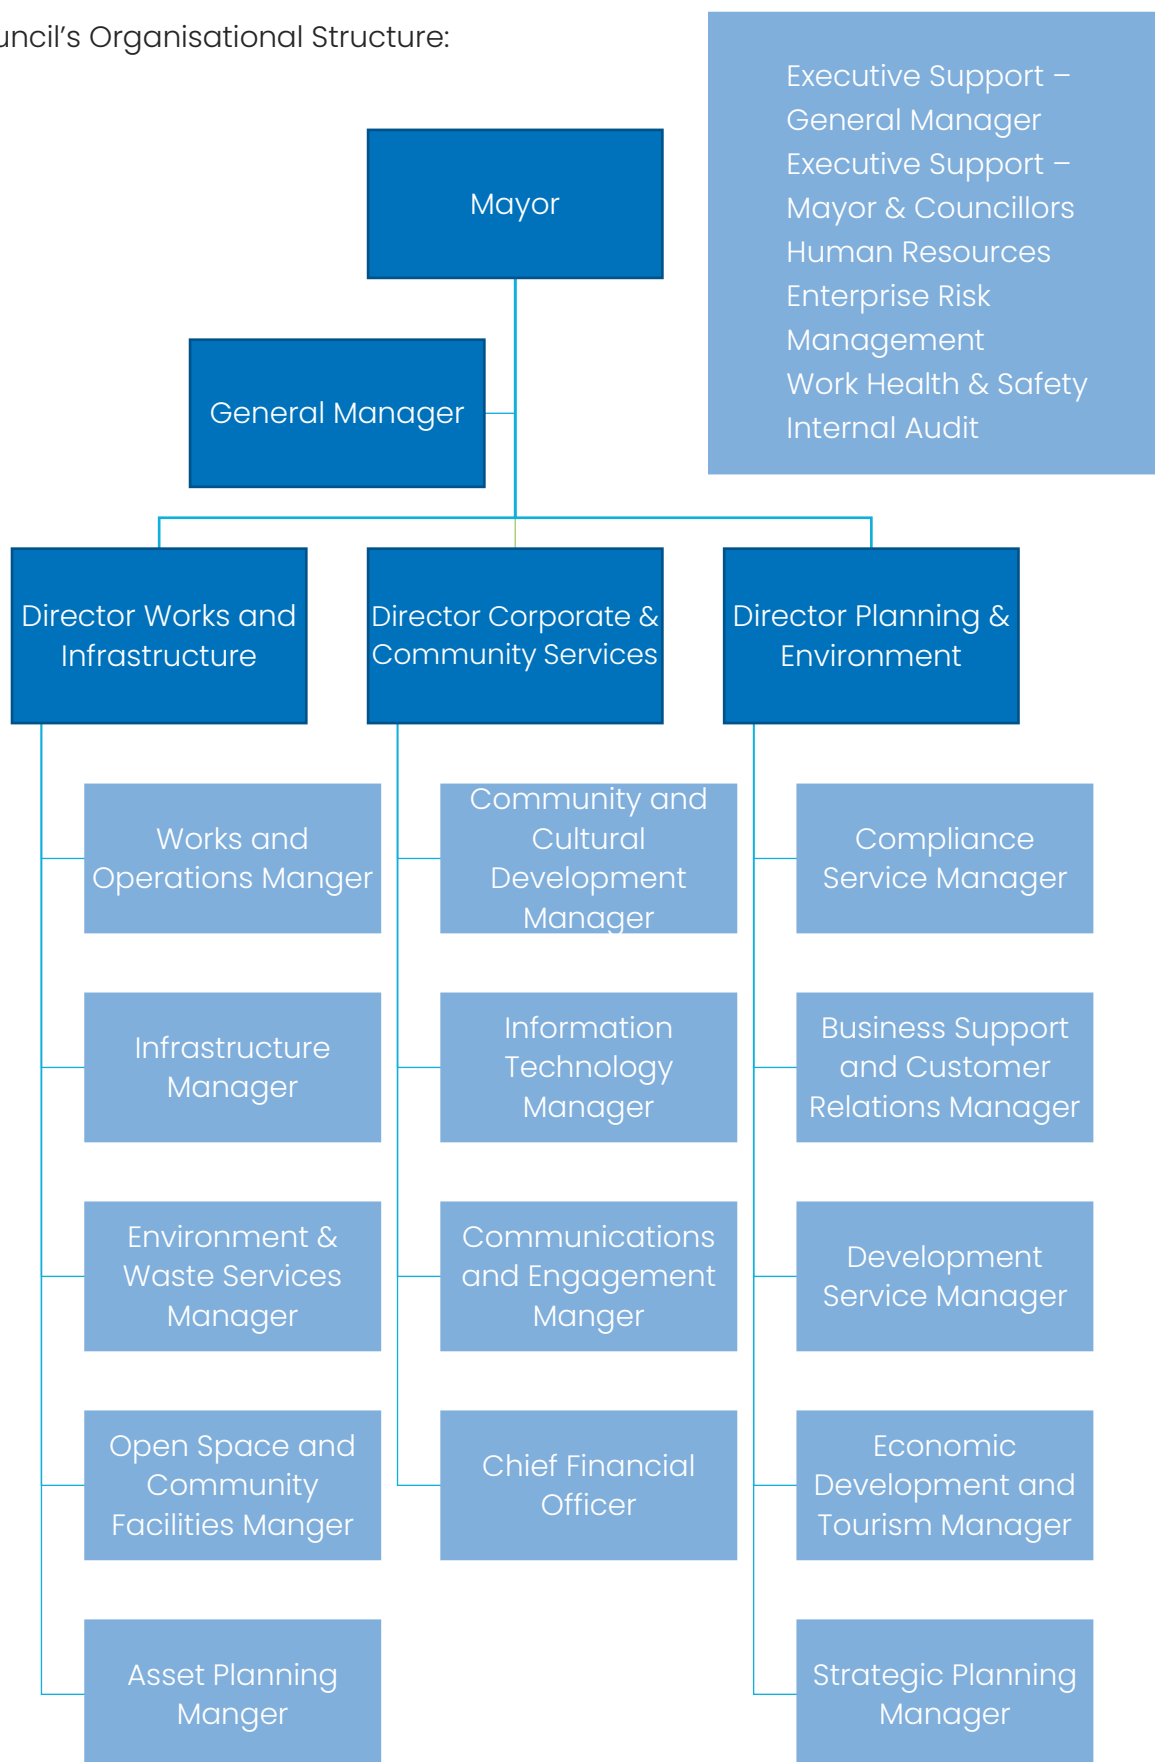 uncil's Organisational Structure:
Executive Support –
General Manager
Executive Support –
Mayor & Councillors
Human Resources
Enterprise Risk
Management
Work Health & Safety
Internal Audit
Mayor
General Manager
Director Works and
Infrastructure
Director Corporate &
Community Services
Director Planning &
Environment
Works and
Operations Manger
Infrastructure
Manager
Environment &
Waste Services
Manager
Open Space and
Community
Facilities Manger
Asset Planning
Manger
Community and
Cultural
Development
Manager
Information
Technology
Manager
Communications
and Engagement
Manger
Chief Financial
Officer
Compliance
Service Manager
Business Support
and Customer
Relations Manager
Development
Service Manager
Economic
Development and
Tourism Manager
Strategic Planning
Manager